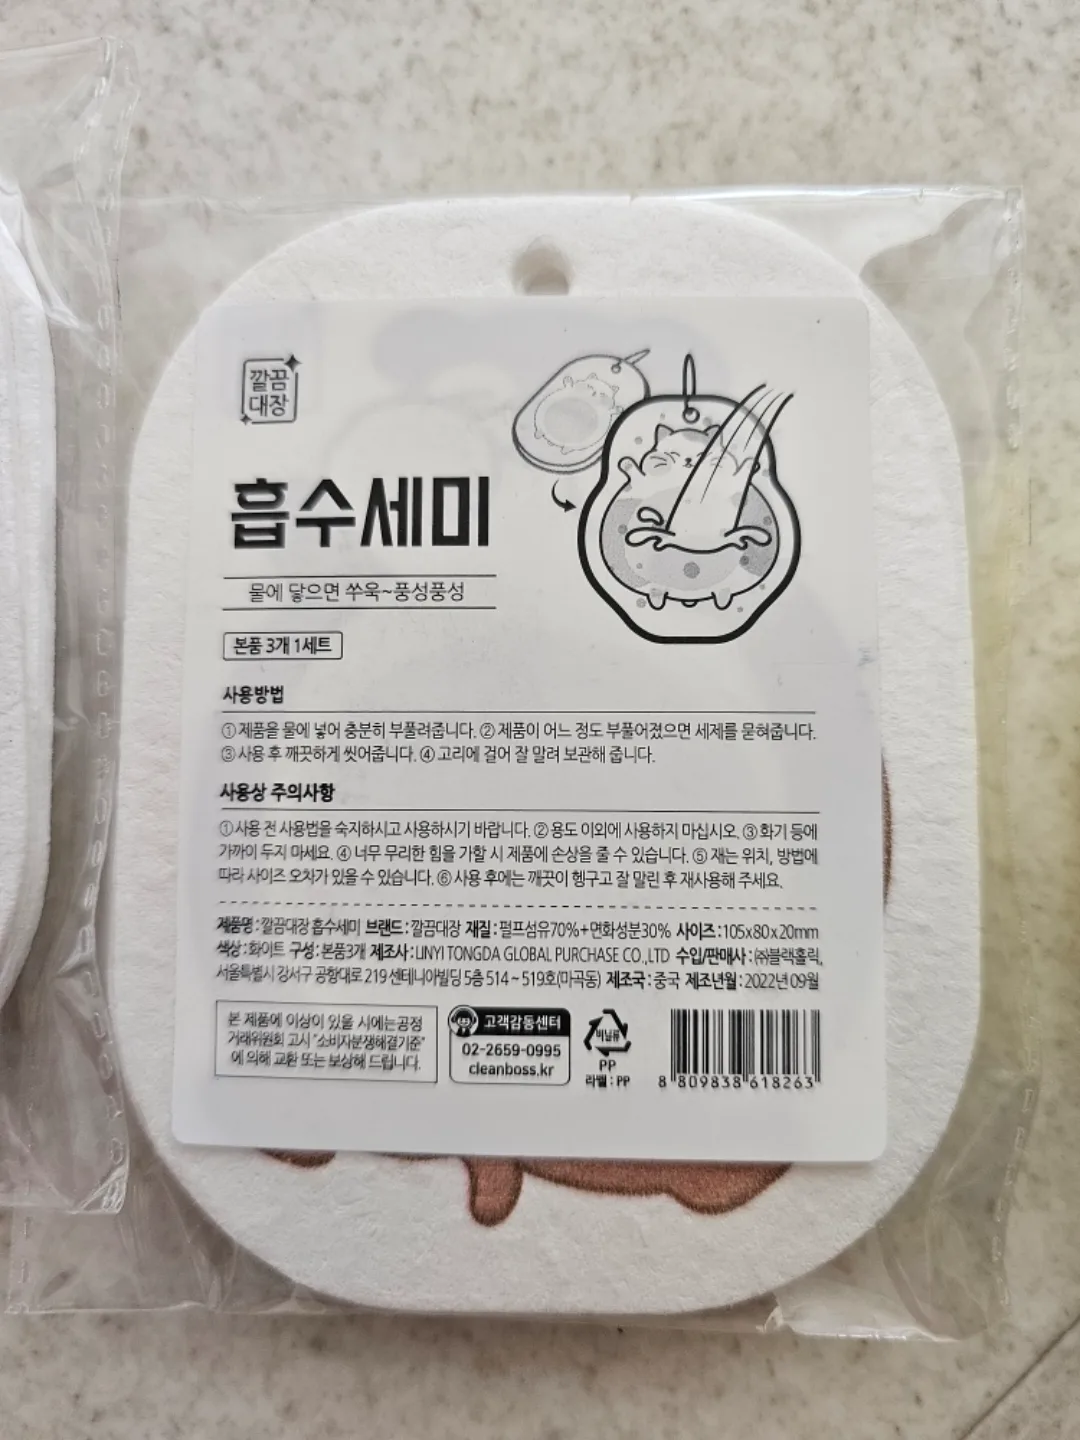 깔끔
대장
흡수세미
물에 닿으면 쑤욱~풍성풍성
본품 3개 1세트
사용방법
① 제품을 물에 넣어 충분히 부풀려줍니다. ② 제품이 어느 정도 부풀어졌으면 세제를 묻혀줍니다.
③ 사용 후 깨끗하게 씻어줍니다. ④ 고리에 걸어 잘 말려 보관해 줍니다.
사용상 주의사항
① 사용 전 사용법을 숙지하시고 사용하시기 바랍니다. ② 용도 이외에 사용하지 마십시오. ③ 화기 등에
가까이 두지 마세요. ④ 너무 무리한 힘을 가할 시 제품에 손상을 줄 수 있습니다. ⑤ 재는 위치, 방법에
따라 사이즈 오차가 있을 수 있습니다. ⑥ 사용 후에는 깨끗이 헹구고 잘 말린 후 재사용해 주세요.
제품명 : 깔끔대장 흡수세미 브랜드 : 깔끔대장 재질 : 펄프섬유70%+면화성분30% 사이즈 : 105x80x20mm
색상 : 화이트 구성 : 본품3개 제조사 : LINYI TONGDA GLOBAL PURCHASE CO.,LTD 수입/판매사 : ㈜블랙홀릭,
서울특별시 강서구 공항대로 219 센테니아빌딩 5층 514 ~ 519호(마곡동) 제조국 : 중국 제조년월 : 2022년 09월
본 제품에 이상이 있을 시에는공정
거래위원회 고시 "소비자분쟁해결기준"
에 의해 교환 또는 보상해 드립니다.
고객감동센터
02-2659-0995
cleanboss.kr
비닐류
PP
라벨 : PP
8 809838 618263